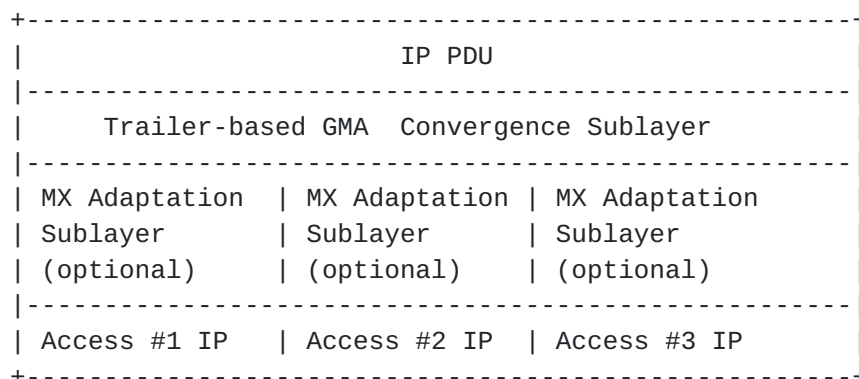 +-----------------------------------------------------+
|                    IP PDU                           |
|-----------------------------------------------------|
|     Trailer-based GMA  Convergence Sublayer         |
|-----------------------------------------------------|
| MX Adaptation  | MX Adaptation | MX Adaptation      |
| Sublayer       | Sublayer      | Sublayer           |
| (optional)     | (optional)    | (optional)         |
|-----------------------------------------------------|
| Access #1 IP   | Access #2 IP  | Access #3 IP       |
+-----------------------------------------------------+